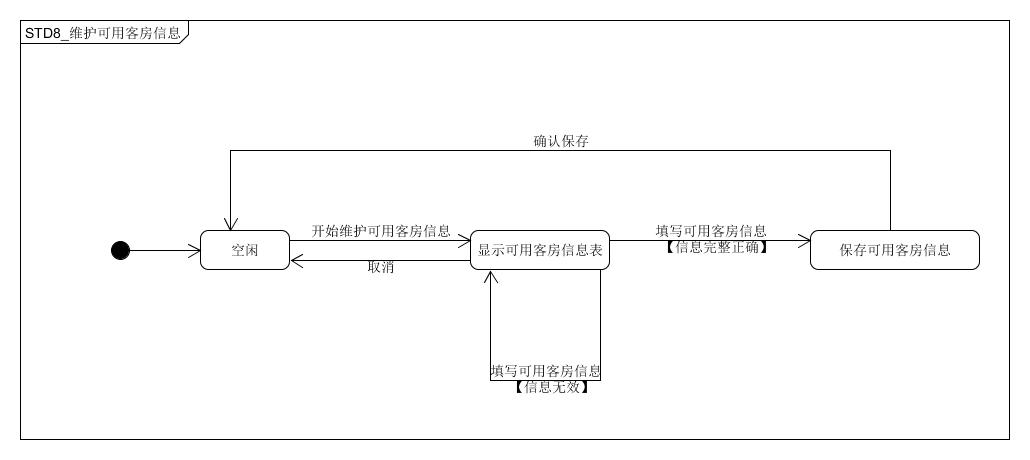 STD8_维护可用客房信息
确认保存
开始维护可用客房信息
填写可用客房信息
【信息完整正确】
空闲
显示可用客房信息表
保存可用客房信息
取消
填写可用客房信息
【信息无效】